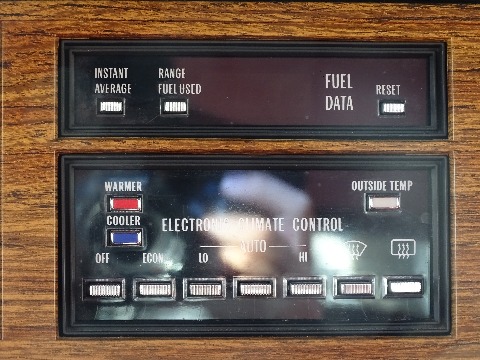 INSTANT RANGE
AVERAGE FUEL USED
FUEL
DATA
RESET
WARMER
OUTSIDE TEMP
COOLER
ELECTRONIC CLIMATE CONTROL
AUTO
OFF ECON LO HI